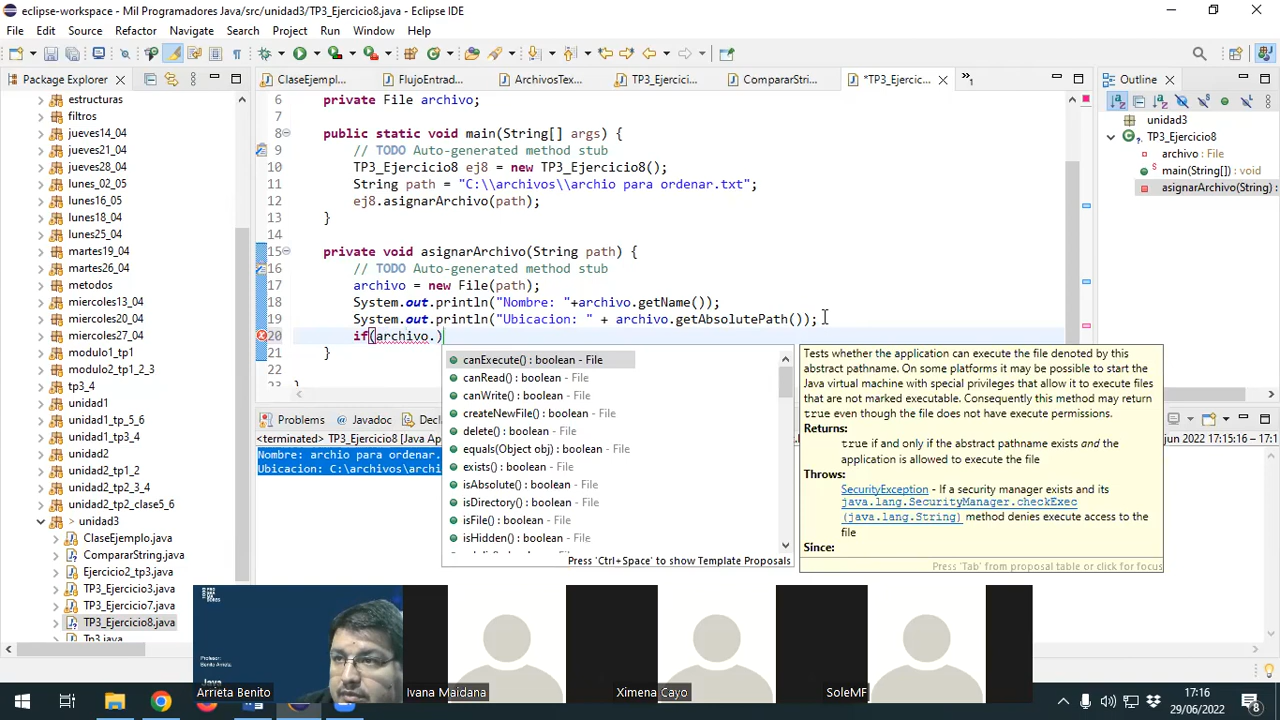 eclipse-workspace - Mil Programadores Java/src/unidad3/TP3_Ejercicio8.java - Eclipse IDE
File Edit Source Refactor Navigate Search Project Run Window Help
Package Explorer
ClaseEjemplo....
FlujoEntrad...
ArchivosTex...
TP3_Ejercici...
CompararStri...
*TP3_Ejercic...
»1
Outline
estructuras
filtros
jueves14_04
jueves21_04
jueves28_04
lunes_02_05
lunes16_05
lunes18_04
lunes25_04
martes19_04
martes26_04
metodos
miercoles13_04
miercoles20_04
miercoles20_04
modulo1_tp1
modulo2_tp1_2_3
tp3_4
unidad1
unidad1_tp_5_6
unidad1_tp3_4
unidad2
unidad2_tp1_2
unidad2_tp_2_3_4
unidad2_tp2_clase5_6
> unidad3
ClaseEjemplo.java
CompararString.java
Ejercicio2_tp3.java
TP3_Ejercicio3.java
TP3_Ejercicio7.java
TP3_Ejercicio8.java
Tp3.java
6 private File archivo;
7
8 public static void main(String[] args) {
9 // TODO Auto-generated method stub
10 TP3_Ejercicio8 ej8 = new TP3_Ejercicio8();
11 String path = "C:\\archivos\\archio para ordenar.txt";
12 ej8.asignarArchivo(path);
13 }
14
15 private void asignarArchivo(String path) {
16 // TODO Auto-generated method stub
17 archivo = new File(path);
18 System.out.println("Nombre: "+archivo.getName());
19 System.out.println("Ubicacion: " + archivo.getAbsolutePath());
20 if(archivo.)
21 }
22
23 }
canExecute() : boolean - File
canRead() : boolean - File
canWrite() : boolean - File
createNewFile() : boolean - File
delete() : boolean - File
equals(Object obj) : boolean - File
exists() : boolean - File
isAbsolute() : boolean - File
isDirectory() : boolean - File
isFile() : boolean - File
isHidden() : boolean - File
Press 'Ctrl+Space' to show Template Proposals
Tests whether the application can execute the file denoted by this
abstract pathname. On some platforms it may be possible to start the
Java virtual machine with special privileges that allow it to execute files
that are not marked executable. Consequently this method may return
true even though the file does not have execute permissions.
Returns:
true if and only if the abstract pathname exists and the
application is allowed to execute the file
Throws:
SecurityException - If a security manager exists and its
java.lang.SecurityManager.checkExec
(java.lang.String) method denies execute access to the
file
Since:
Press 'Tab' from proposal table or click for focus
unidad3
TP3_Ejercicio8
archivo : File
main(String[]) : void
asignarArchivo(String) :
Problems Javadoc Decl
<terminated> TP3_Ejercicio8 [Java Ap
jun 2022 17:15:16 – 17:1
Nombre: archio para ordenar.
Ubicacion: C:\archivos\archi
Profesor:
Benito Arrieta.
Java
Arrieta Benito
Ivana Maidana
Ximena Cayo
SoleMF
17:16
29/06/2022